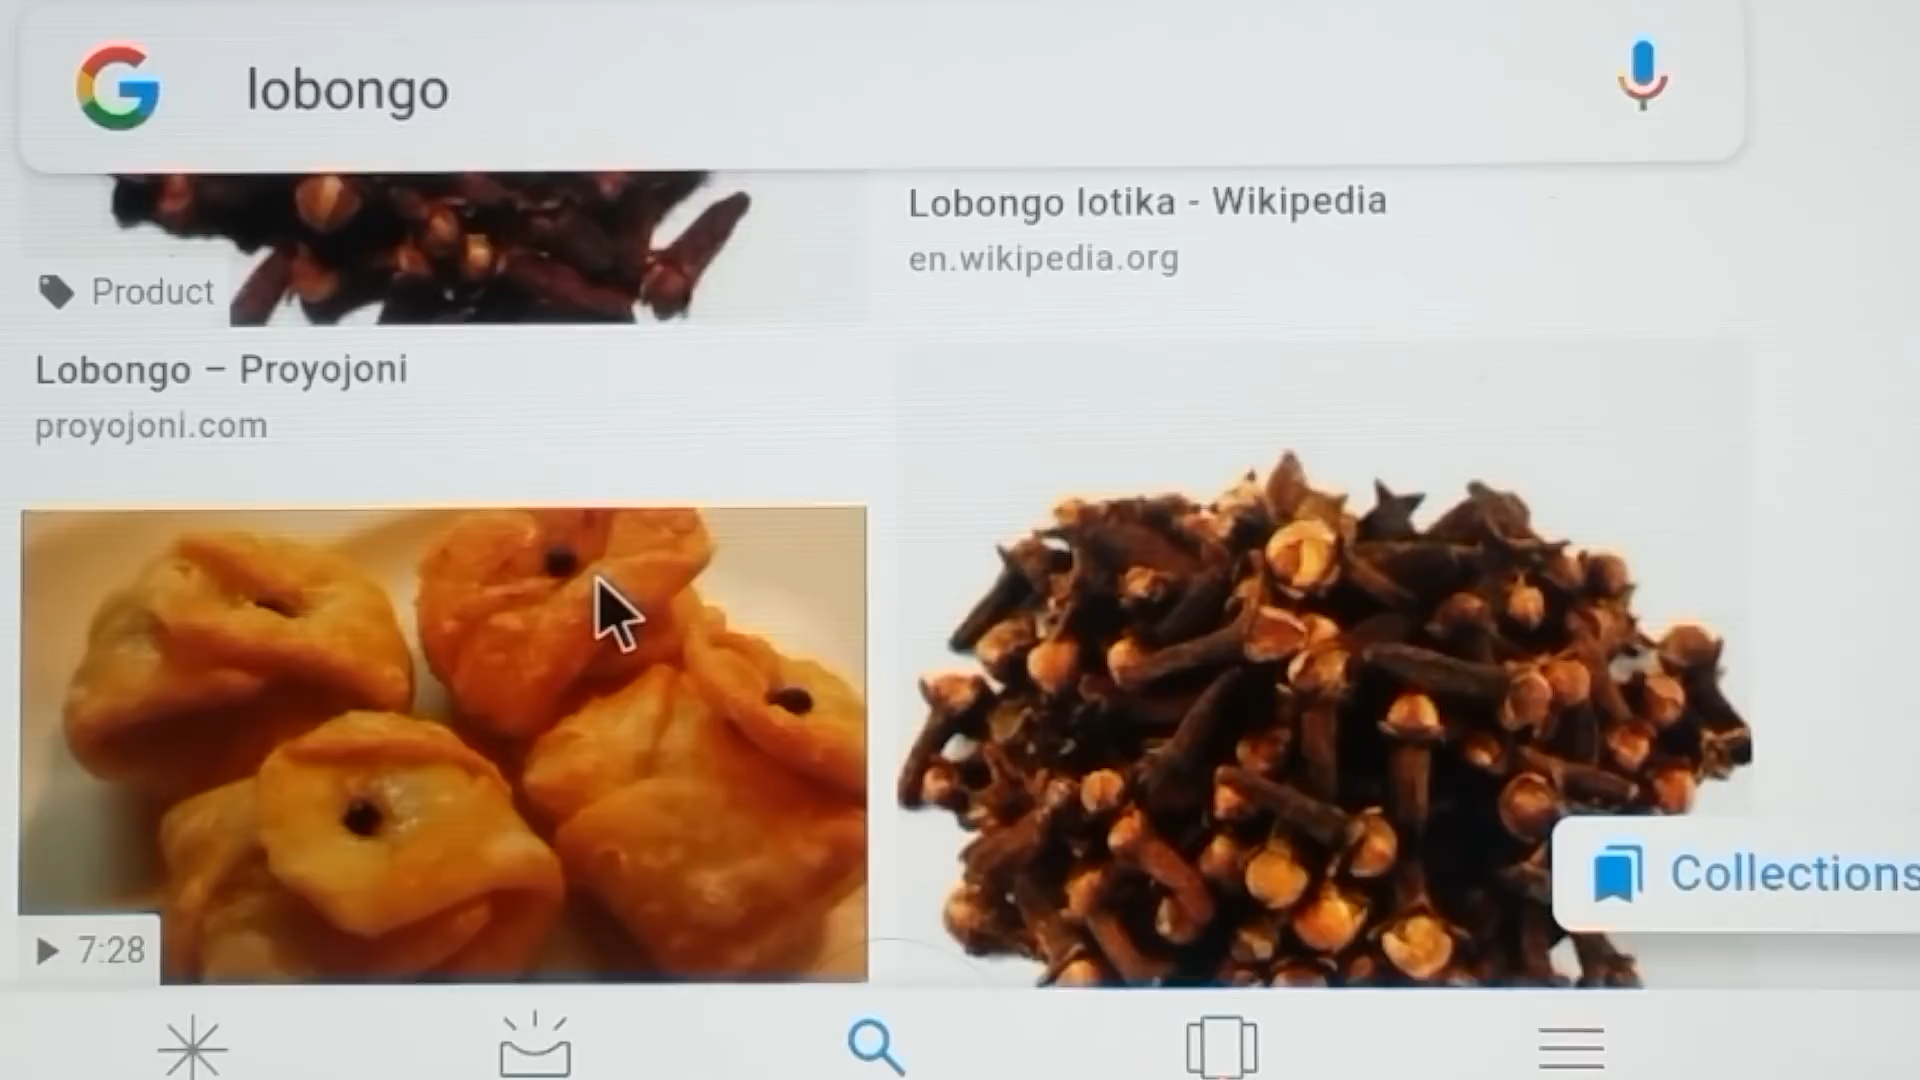 lobongo
Lobongo lotika - Wikipedia
en.wikipedia.org
Product
Lobongo – Proyojoni
proyojoni.com
Collections
7:28